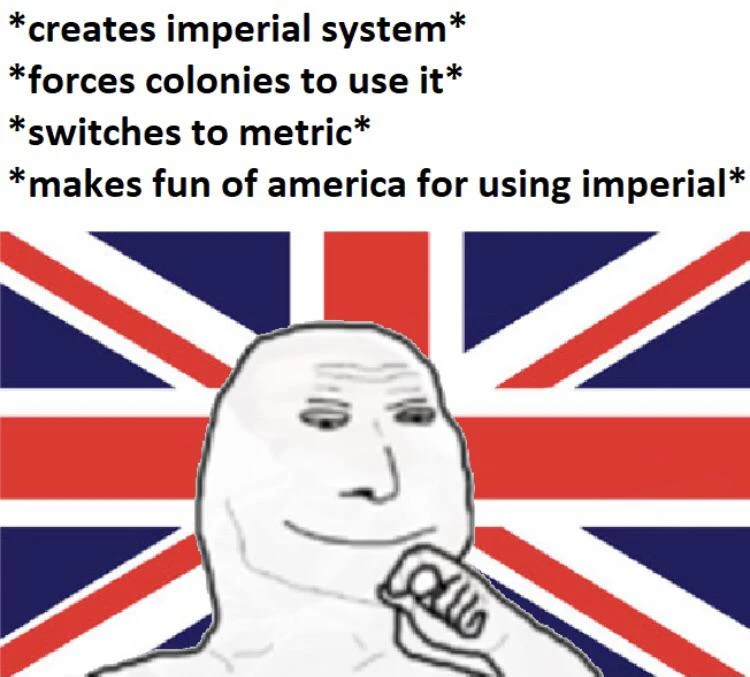 *creates imperial system*
*forces colonies to use it*
*switches to metric*
*makes fun of america for using imperial*